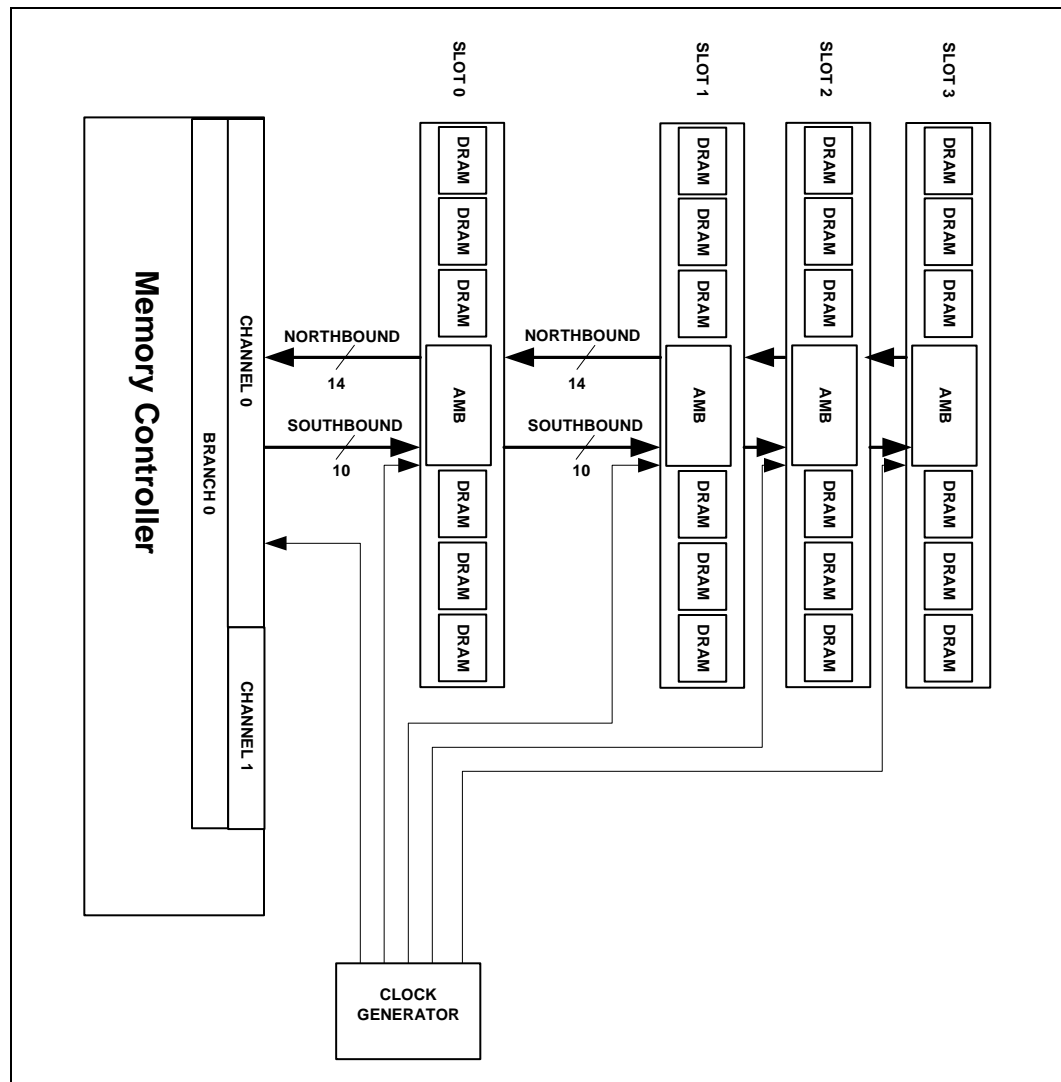 SLOT 0
SLOT 1
SLOT 2
SLOT 3
Memory Controller
BRANCH 0
CHANNEL 0
CHANNEL 1
DRAM
DRAM
DRAM
AMB
DRAM
DRAM
DRAM
DRAM
DRAM
DRAM
AMB
DRAM
DRAM
DRAM
DRAM
DRAM
DRAM
AMB
DRAM
DRAM
DRAM
DRAM
DRAM
DRAM
AMB
DRAM
DRAM
DRAM
NORTHBOUND
14
SOUTHBOUND
10
NORTHBOUND
14
SOUTHBOUND
10
CLOCK
GENERATOR